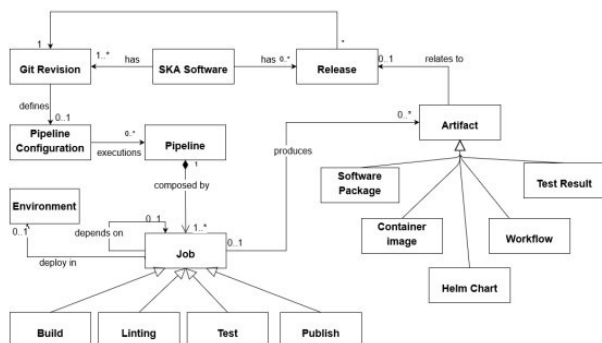 1
1..*
*
Git Revision
has
SKA Software
has
0..*
Release
0..1
relates to
defines
0..1
0..*
Pipeline
Configuration
0..*
executions
Pipeline
Artifact
produces
1
composed by
Software
Package
Test Result
Environment
0..1
0..1
depends on
1..*
Job
0..1
deploy in
Container
image
Workflow
Helm Chart
Build
Linting
Test
Publish